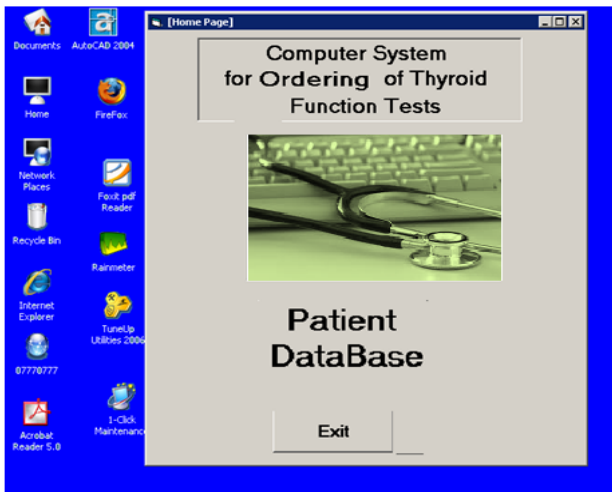 Documents
AutoCAD 2004
Home
FireFox
Network
Places
Foxit pdf
Reader
Recycle Bin
Rainmeter
Internet
Explorer
TuneUp
Utilities 2006
07770777
1-Click
Maintenanc
Acrobat
Reader 5.0
[Home Page]
Computer System
for Ordering of Thyroid
Function Tests
Patient
DataBase
Exit